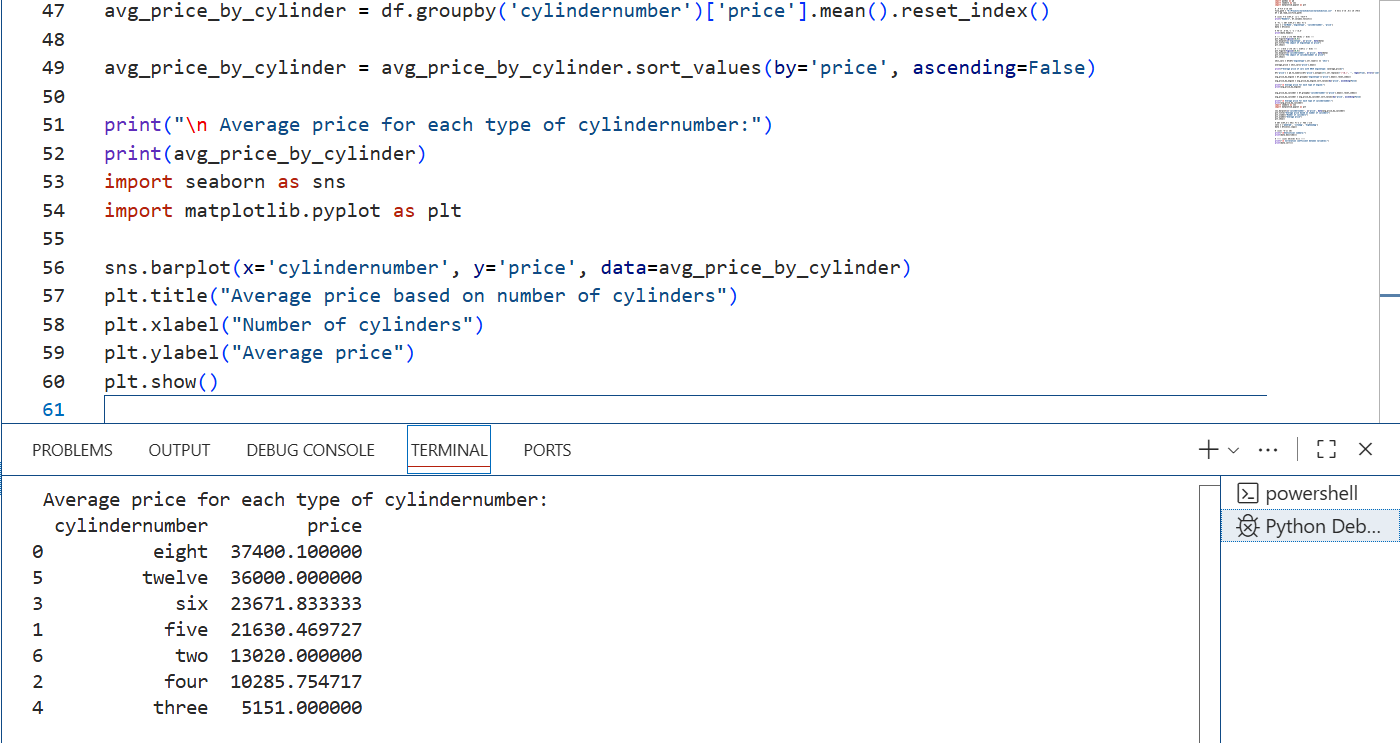 47 avg_price_by_cylinder = df.groupby('cylindernumber')['price'].mean().reset_index()
48
49 avg_price_by_cylinder = avg_price_by_cylinder.sort_values(by='price', ascending=False)
50
51 print("\n Average price for each type of cylindernumber:")
52 print(avg_price_by_cylinder)
53 import seaborn as sns
54 import matplotlib.pyplot as plt
55
56 sns.barplot(x='cylindernumber', y='price', data=avg_price_by_cylinder)
57 plt.title("Average price based on number of cylinders")
58 plt.xlabel("Number of cylinders")
59 plt.ylabel("Average price")
60 plt.show()
61
PROBLEMS OUTPUT DEBUG CONSOLE TERMINAL PORTS
Average price for each type of cylindernumber:
cylindernumber price
0 eight 37400.100000
5 twelve 36000.000000
3 six 23671.833333
1 five 21630.469727
6 two 13020.000000
2 four 10285.754717
4 three 5151.000000
powershell
Python Deb...